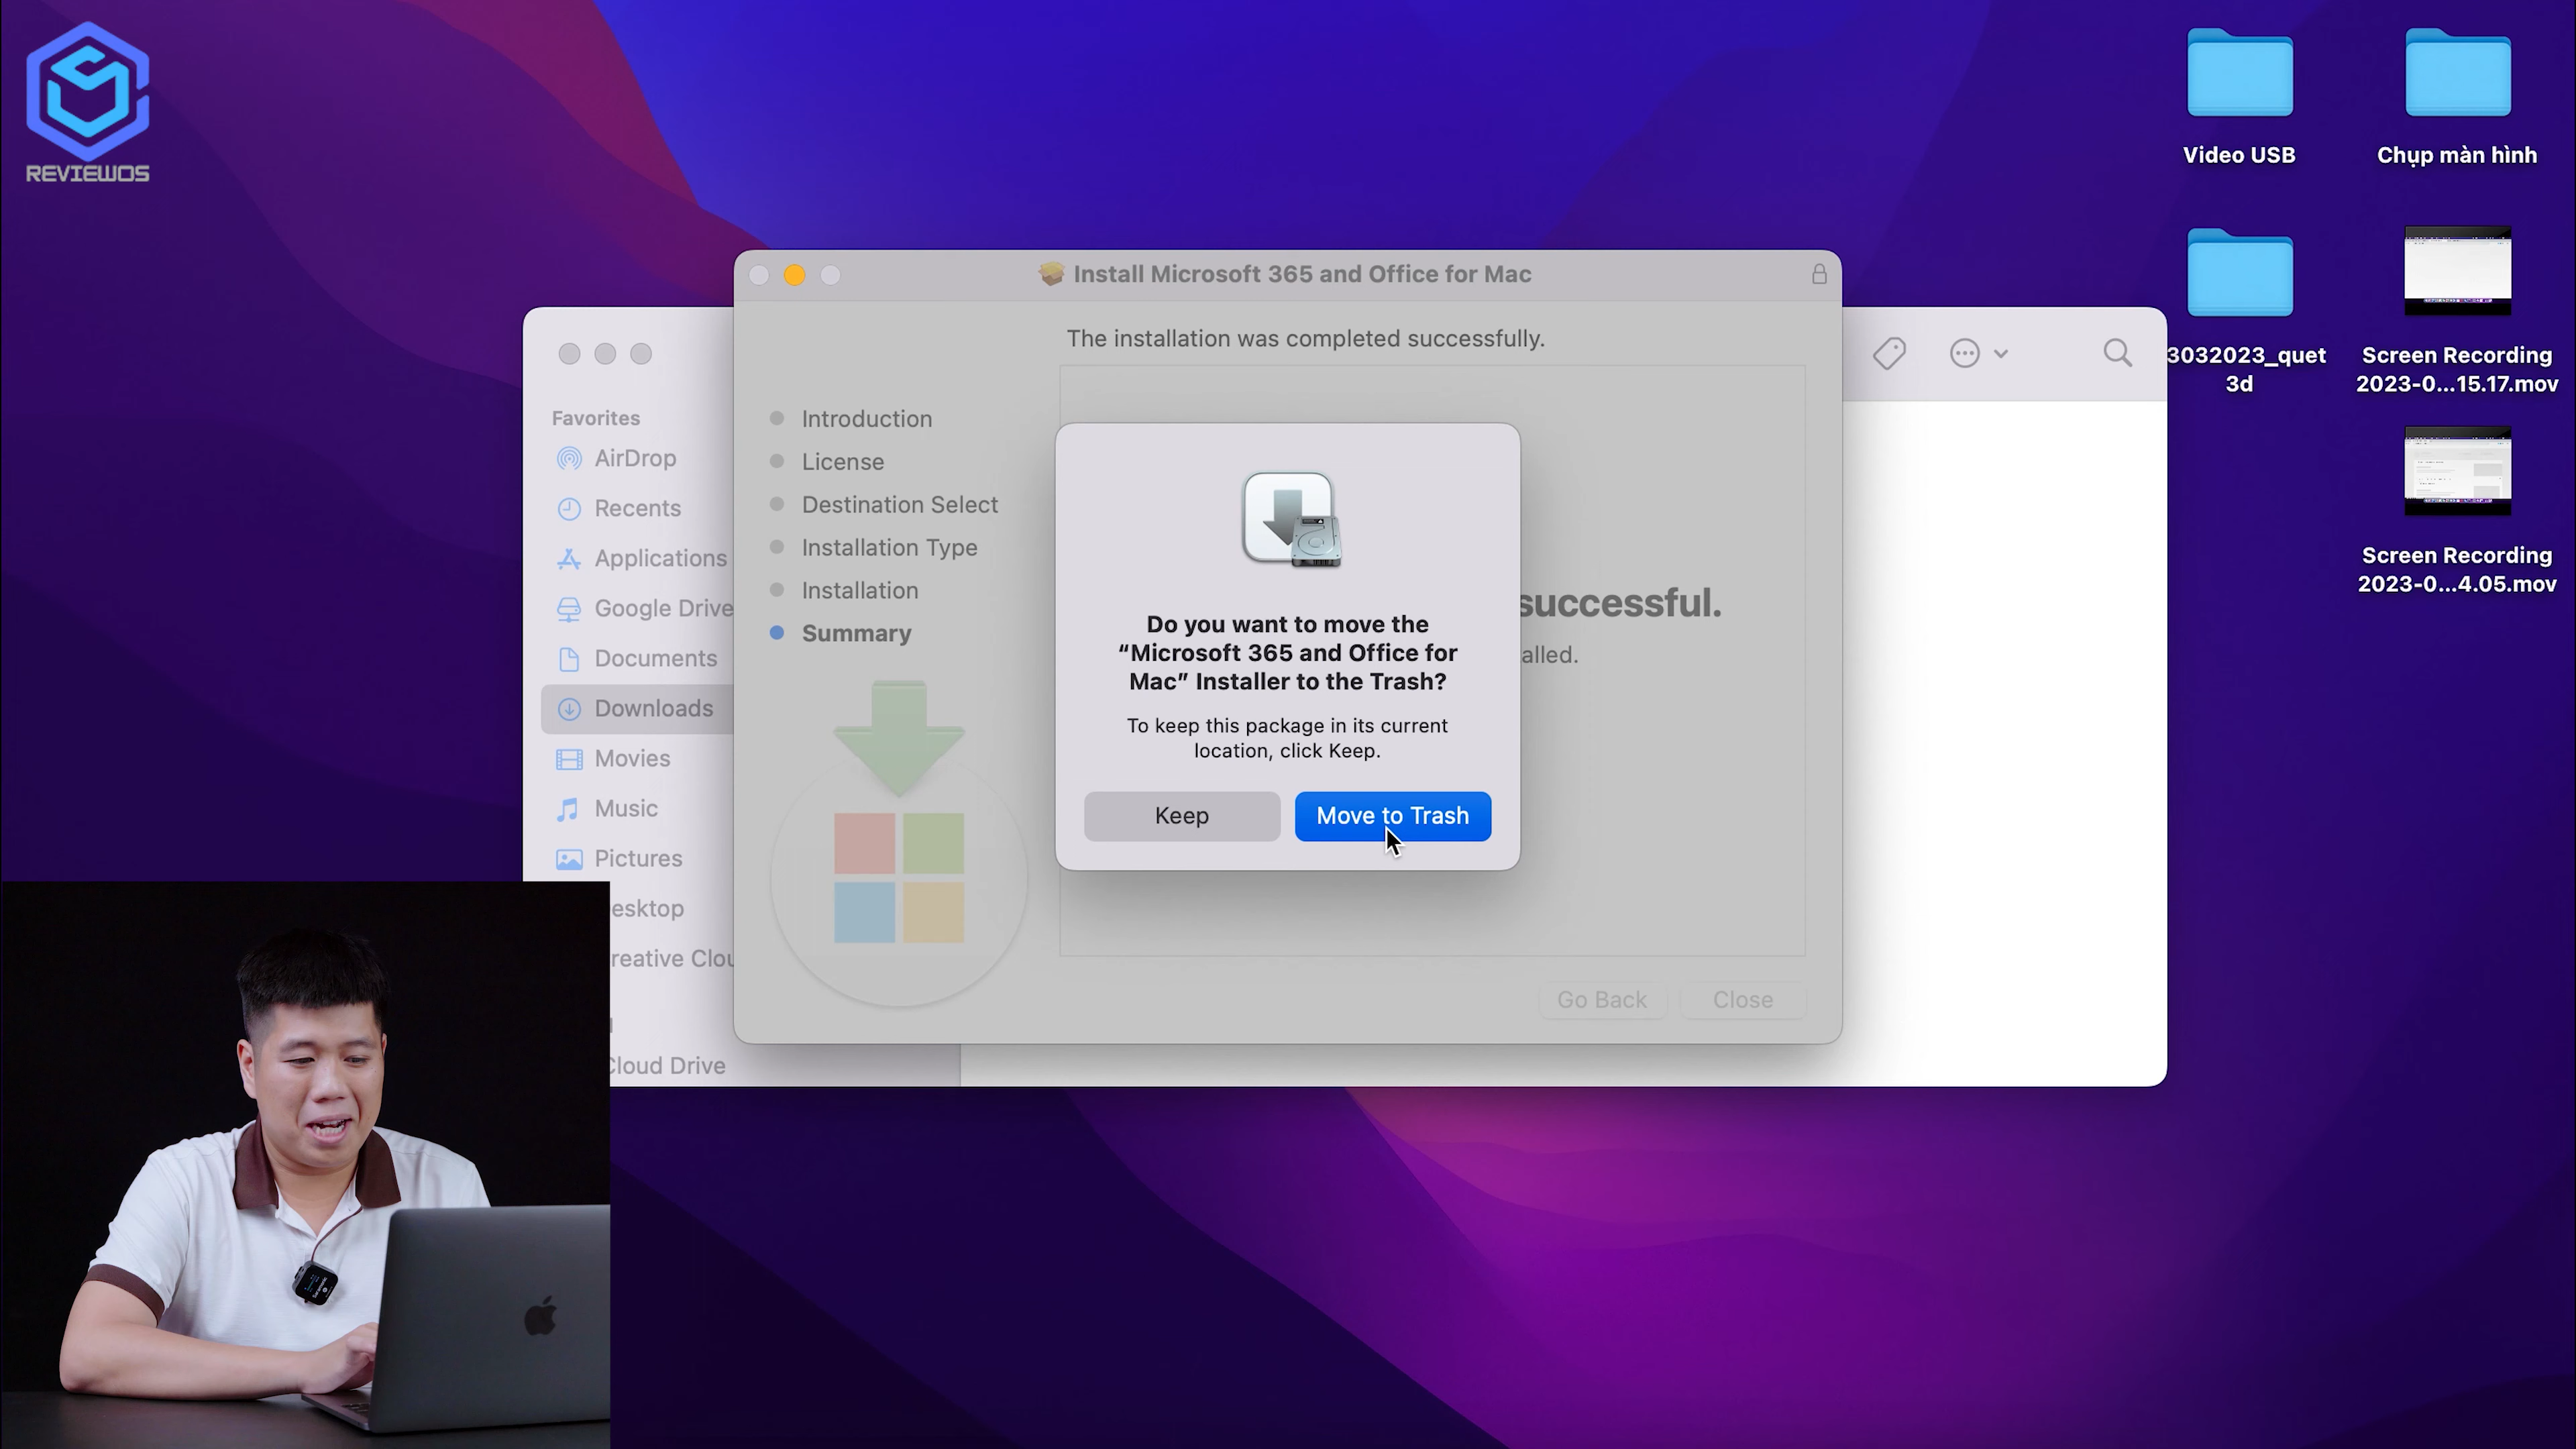 REVIEWOS
Video USB
Chụp màn hình
3032023_quet
3d
Screen Recording
2023-0...15.17.mov
Screen Recording
2023-0...4.05.mov
Install Microsoft 365 and Office for Mac
The installation was completed successfully.
Introduction
License
Destination Select
Installation Type
Installation
Summary
successful.
alled.
Go Back
Close
Favorites
AirDrop
Recents
Applications
Google Drive
Documents
Downloads
Movies
Music
Pictures
esktop
reative Clou
Cloud Drive
Do you want to move the
“Microsoft 365 and Office for
Mac” Installer to the Trash?
To keep this package in its current
location, click Keep.
Keep
Move to Trash